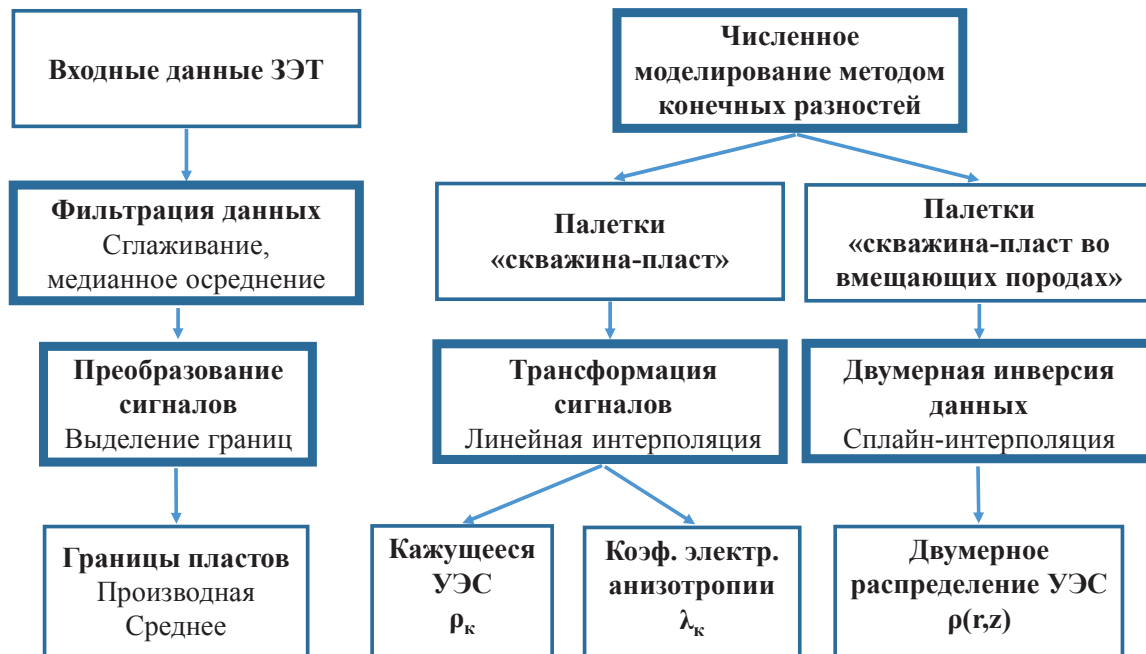 Входные данные ЗЭТ
Численное
моделирование методом
конечных разностей
Фильтрация данных
Сглаживание,
медианное осреднение
Палетки
«скважина-пласт»
Палетки
«скважина-пласт во
вмещающих породах»
Преобразование
сигналов
Выделение границ
Трансформация
сигналов
Линейная интерполяция
Двумерная инверсия
данных
Сплайн-интерполяция
Границы пластов
Производная
Среднее
Кажущееся
УЭС
ρк
Коэф. электр.
анизотропии
λк
Двумерное
распределение УЭС
ρ(r,z)